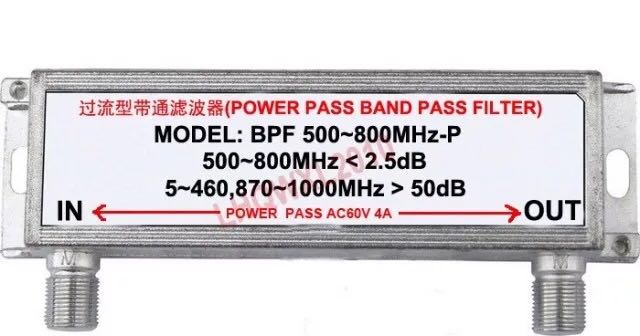 过流型带通滤波器(POWER PASS BAND PASS FILTER)
MODEL: BPF 500~800MHz-P
500~800MHz < 2.5dB
5~460,870~1000MHz > 50dB
IN POWER PASS AC60V 4A OUT